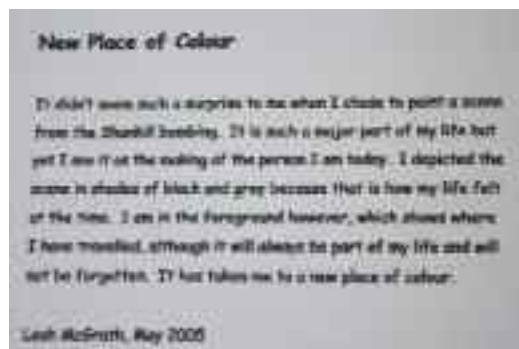 New Place of Colour
It didn't seem such a surprise to me when I chose to paint a scene
from the Shankill bombing. It is such a major part of my life but
yet I see it as the making of the person I am today. I depicted the
scene in shades of black and grey because that is how my life felt
at the time. I am in the foreground however, which shows where
I have travelled, although it will always be part of my life and will
not be forgotten. It has taken me to a new place of colour.
Leah McGrath, May 2005